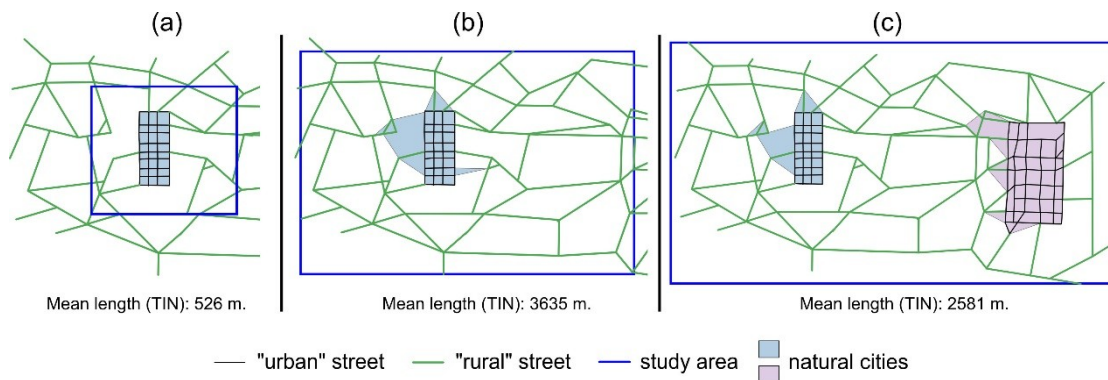 (a) (b) (c)
Mean length (TIN): 526 m. Mean length (TIN): 3635 m. Mean length (TIN): 2581 m.
"urban" street "rural" street study area natural cities